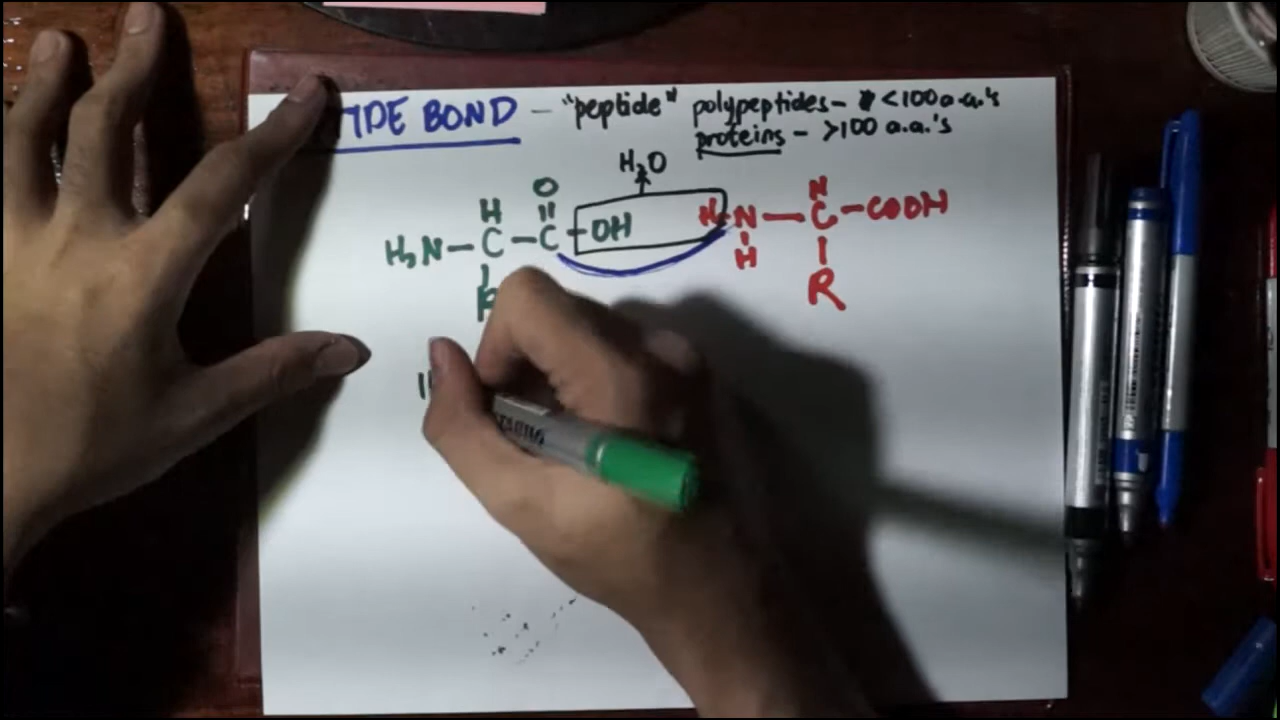 TIDE BOND — "peptide" polypeptides - < 100 a.a.'s
proteins - > 100 a.a.'s
H₂O
H O N
H₃N — C — C — OH H - N — C — COOH
R H R